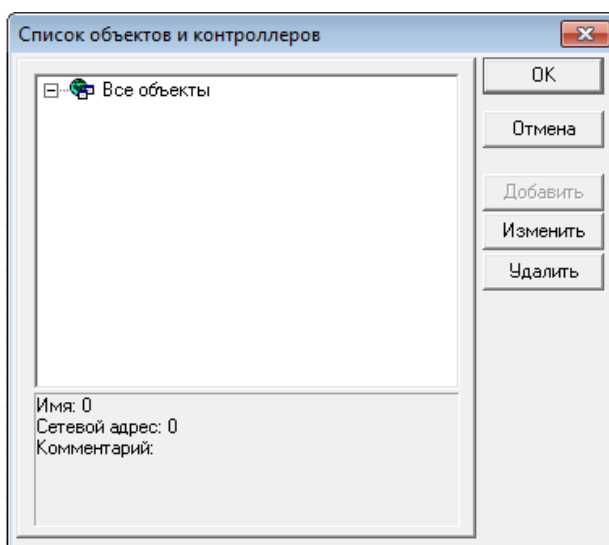 Список объектов и контроллеров
Все объекты
OK
Отмена
Добавить
Изменить
Удалить
Имя: 0
Сетевой адрес: 0
Комментарий: